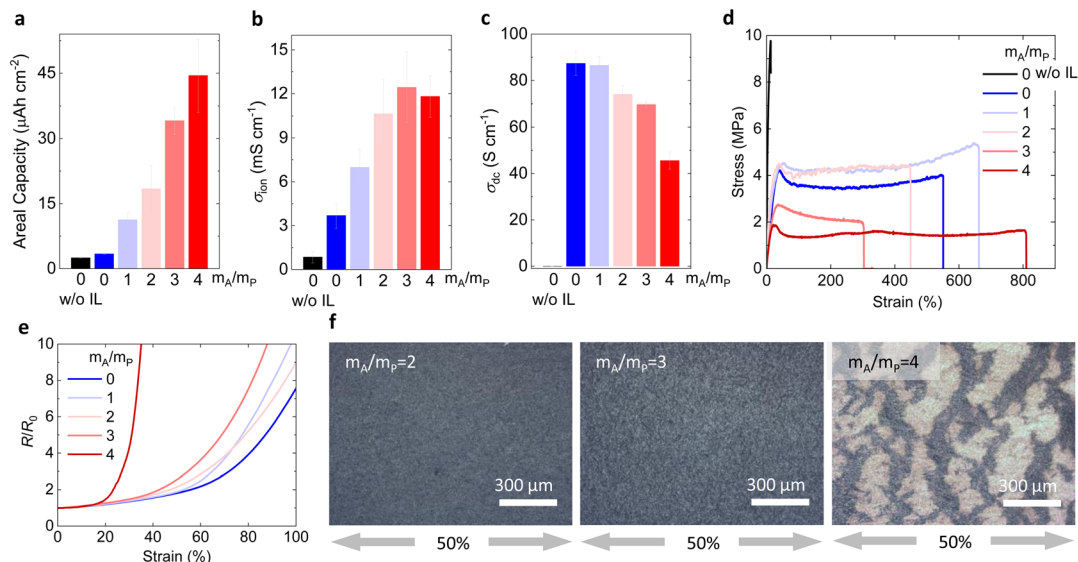 a
45
30
15
0
Areal Capacity (µAh cm⁻²)
0 0 1 2 3 4 mA/mP
w/o IL
b
15
12
9
6
3
0
σion (mS cm⁻¹)
0 0 1 2 3 4 mA/mP
w/o IL
c
100
80
60
40
20
0
σdc (S cm⁻¹)
0 0 1 2 3 4 mA/mP
w/o IL
d
10
8
6
4
2
0
Stress (MPa)
0 200 400 600 800
Strain (%)
mA/mP
0 w/o IL
0
1
2
3
4
e
10
8
6
4
2
0
R/R0
0 20 40 60 80 100
Strain (%)
mA/mP
0
1
2
3
4
f
mA/mP=2
300 µm
50%
mA/mP=3
300 µm
50%
mA/mP=4
300 µm
50%